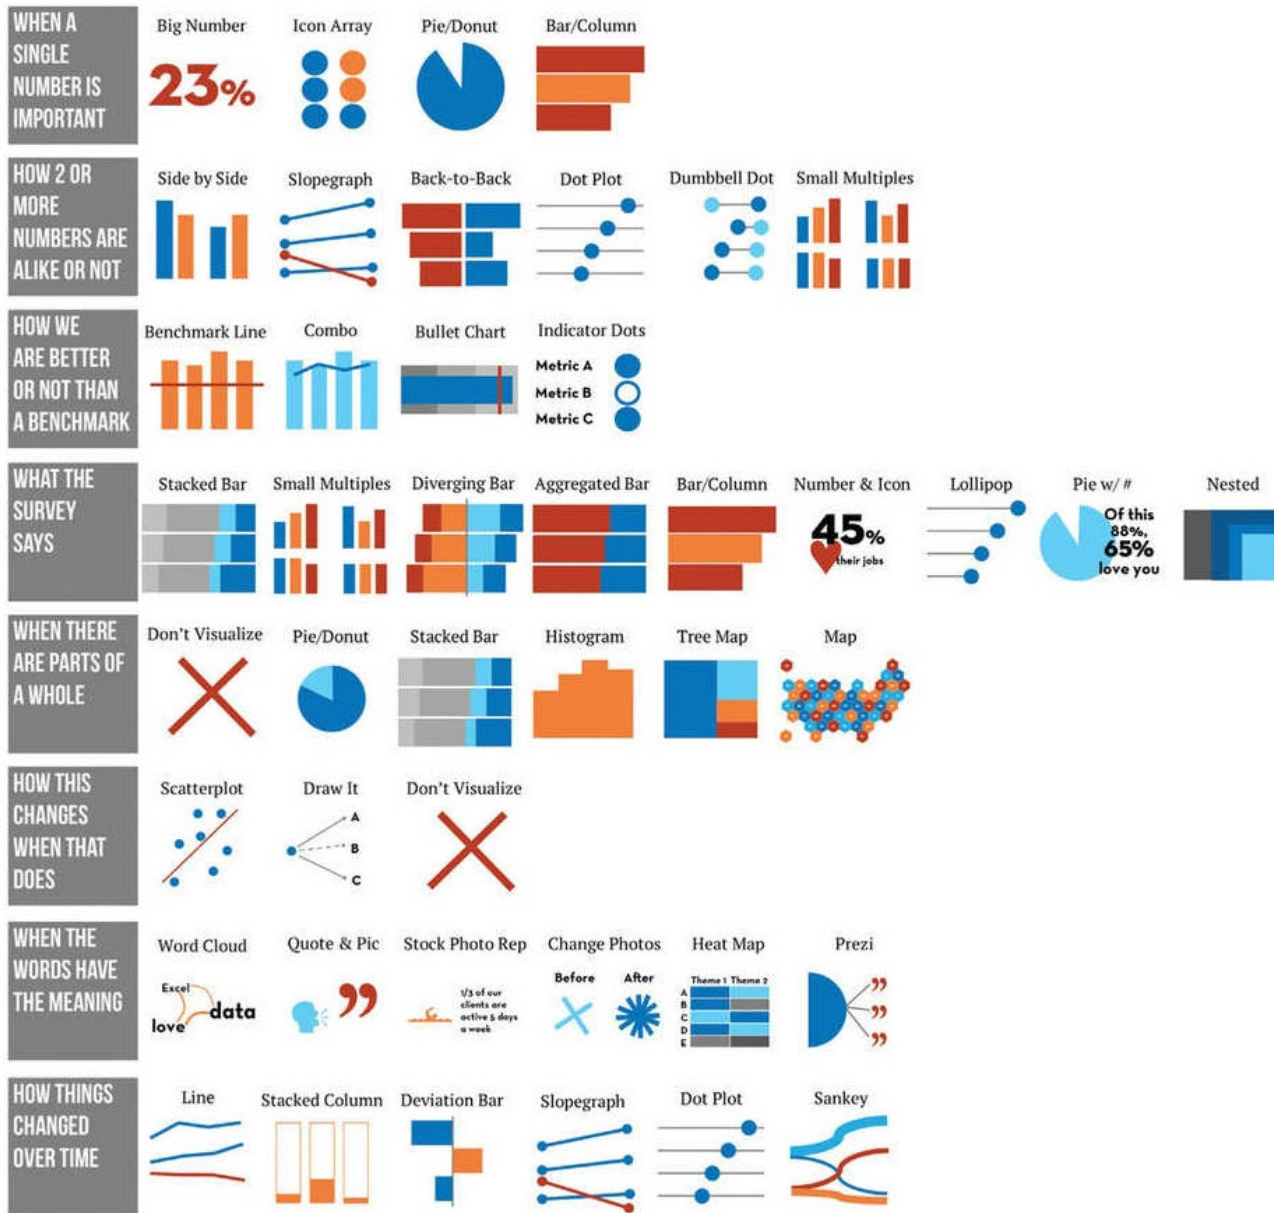 WHEN A
SINGLE
NUMBER IS
IMPORTANT
Big Number
Icon Array
Pie/Donut
Bar/Column
23%
HOW 2 OR
MORE
NUMBERS ARE
ALIKE OR NOT
Side by Side
Slopegraph
Back-to-Back
Dot Plot
Dumbbell Dot
Small Multiples
HOW WE
ARE BETTER
OR NOT THAN
A BENCHMARK
Benchmark Line
Combo
Bullet Chart
Indicator Dots
Metric A
Metric B
Metric C
WHAT THE
SURVEY
SAYS
Stacked Bar
Small Multiples
Diverging Bar
Aggregated Bar
Bar/Column
Number & Icon
45%
their jobs
Lollipop
Pie w/ #
Of this
88%,
65%
love you
Nested
WHEN THERE
ARE PARTS OF
A WHOLE
Don't Visualize
Pie/Donut
Stacked Bar
Histogram
Tree Map
Map
HOW THIS
CHANGES
WHEN THAT
DOES
Scatterplot
Draw It
A
B
C
Don't Visualize
WHEN THE
WORDS HAVE
THE MEANING
Word Cloud
Excel
data
love
Quote & Pic
Stock Photo Rep
1/3 of our
clients are
active 5 days
a week
Change Photos
Before
After
Heat Map
Theme 1 Theme 2
A
B
C
D
E
Prezi
HOW THINGS
CHANGED
OVER TIME
Line
Stacked Column
Deviation Bar
Slopegraph
Dot Plot
Sankey